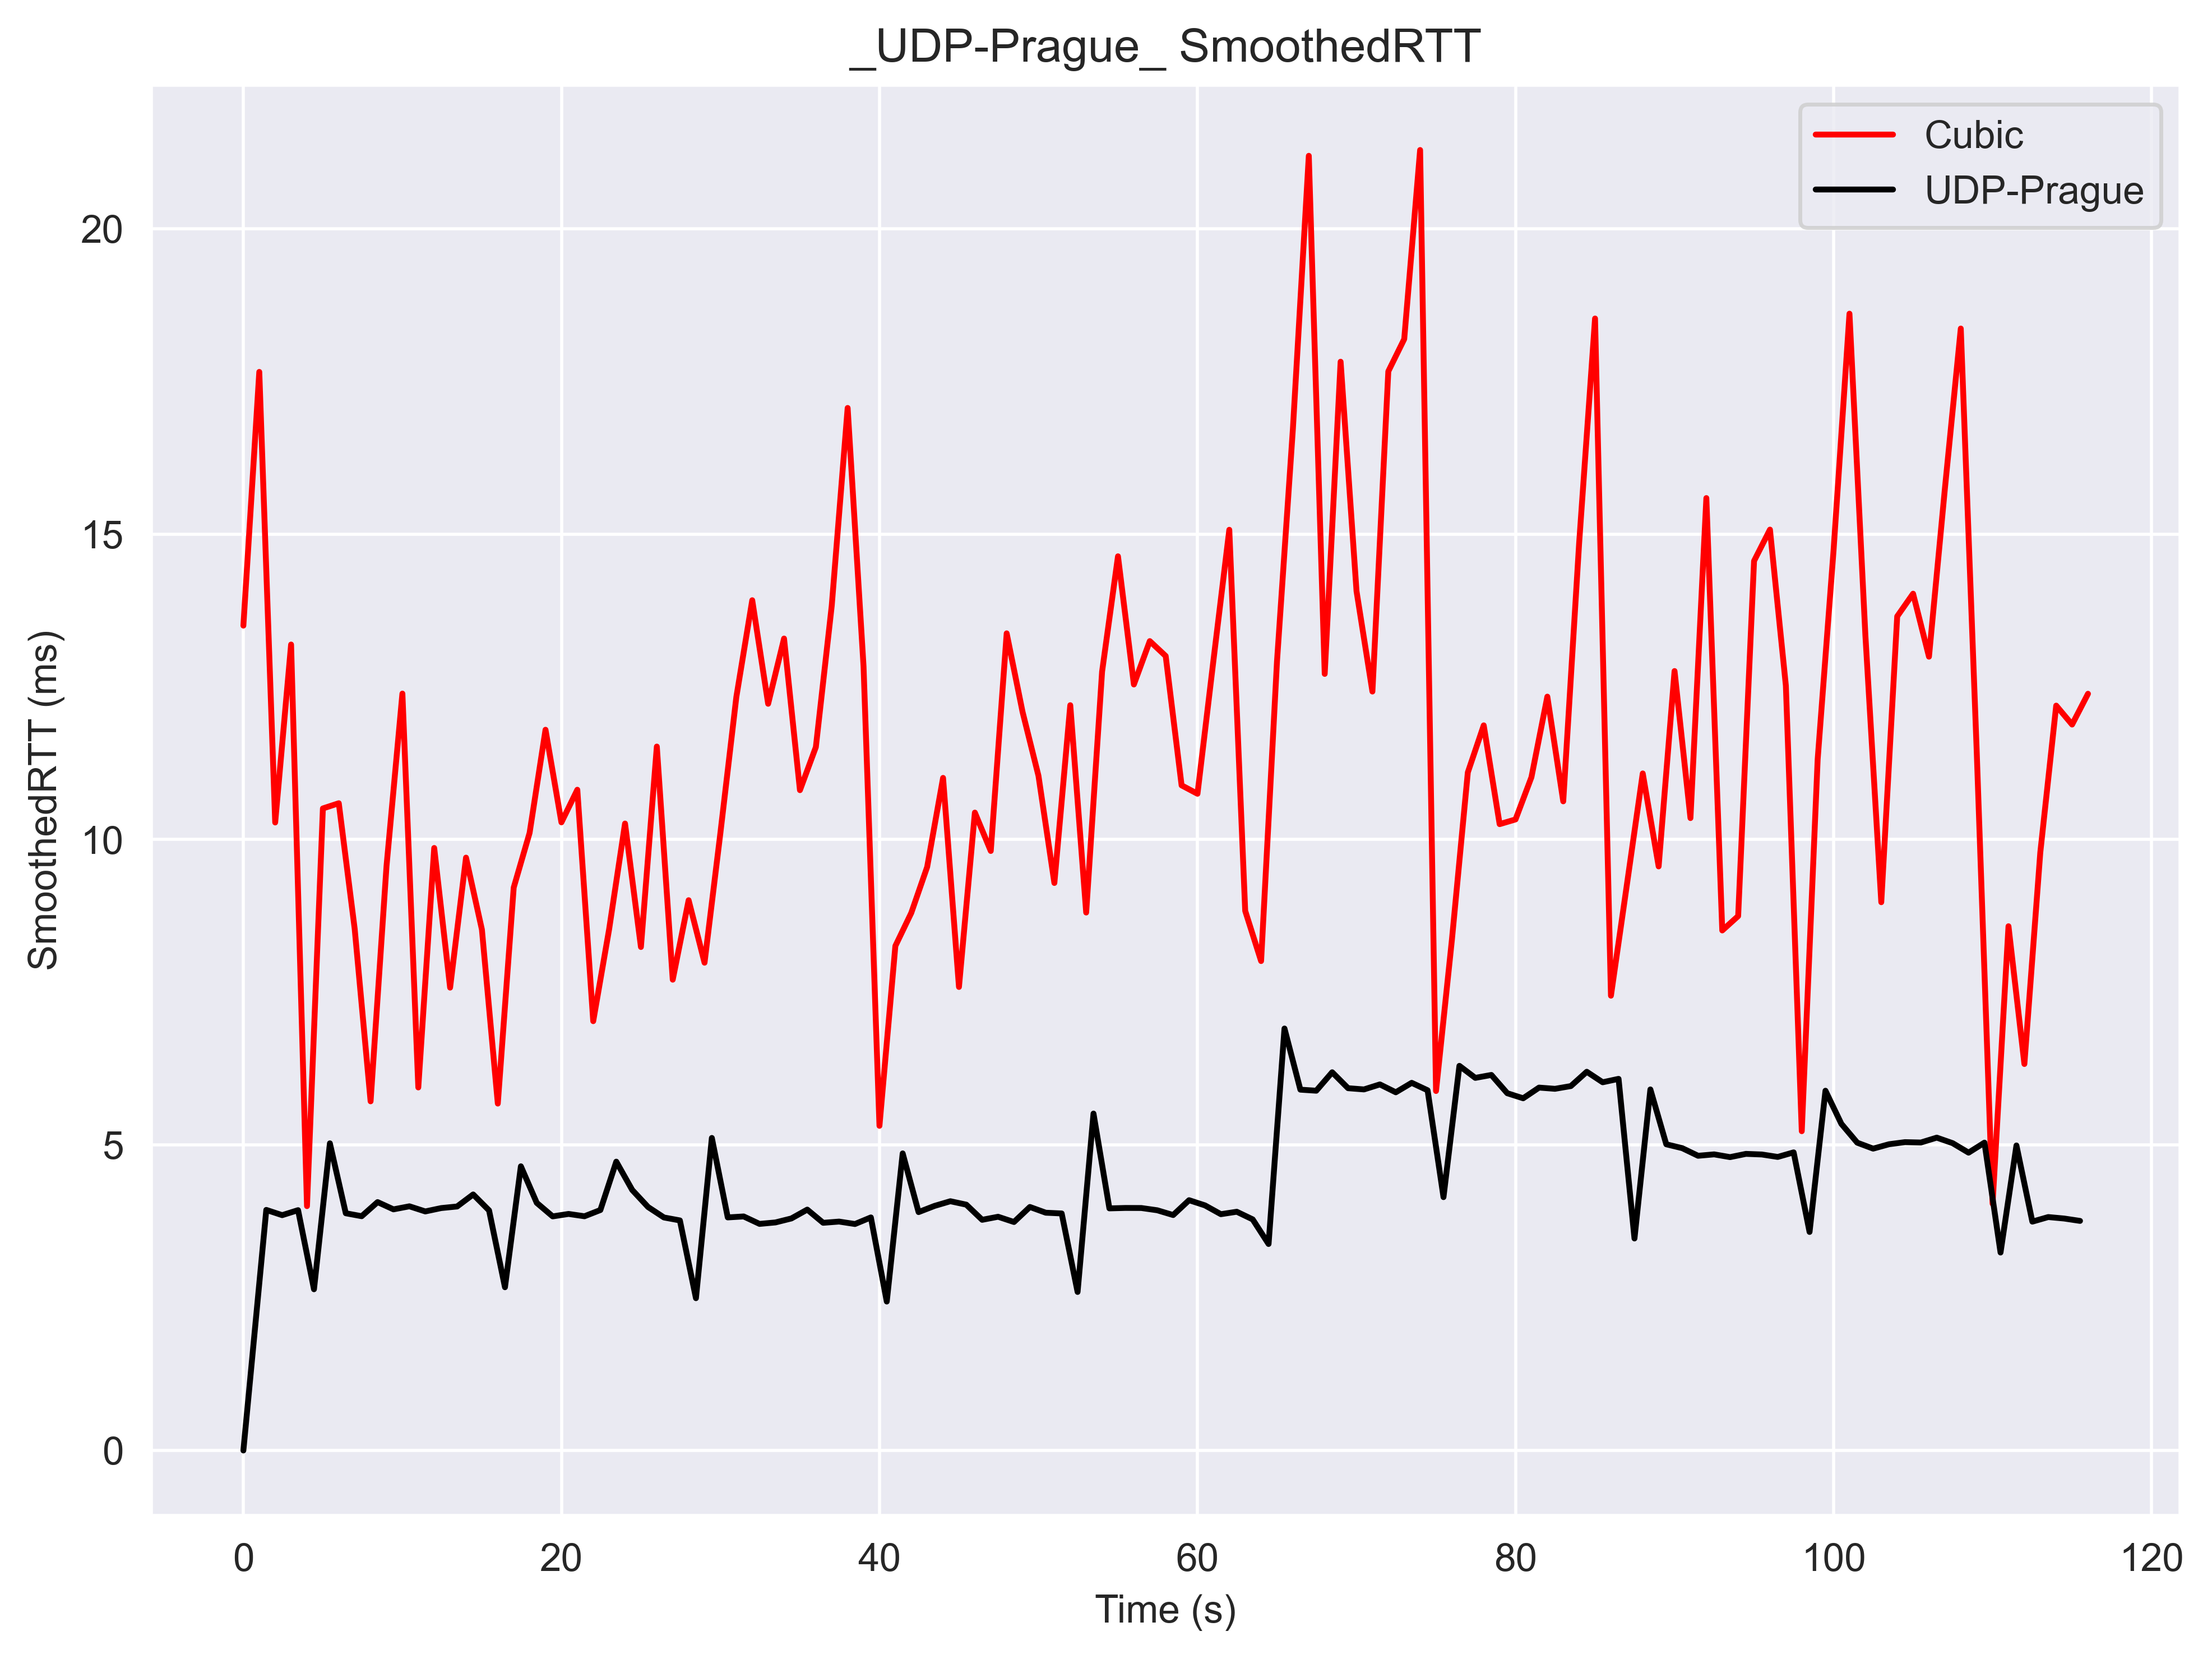 _UDP-Prague_ SmoothedRTT
Cubic
UDP-Prague
20
15
10
5
0
SmoothedRTT (ms)
0 20 40 60 80 100 120
Time (s)